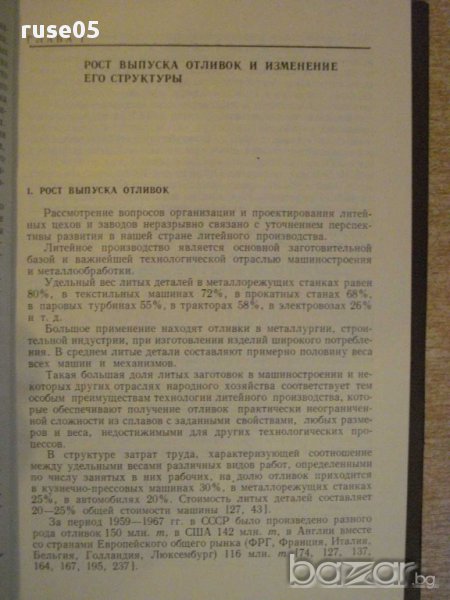 ruse05
ГЛАВА I
РОСТ ВЫПУСКА ОТЛИВОК И ИЗМЕНЕНИЕ
ЕГО СТРУКТУРЫ
1. РОСТ ВЫПУСКА ОТЛИВОК
Рассмотрение вопросов организации и проектирования литей-
ных цехов и заводов неразрывно связано с уточнением перспек-
тивы развития в нашей стране литейного производства.
Литейное производство является основной заготовительной
базой и важнейшей технологической отраслью машиностроения
и металлообработки.
Удельный вес литых деталей в металлорежущих станках равен
80%, в текстильных машинах 72%, в прокатных станах 68%,
в паровых турбинах 55%, в тракторах 58%, в электровозах 26%
и т. д.
Большое применение находят отливки в металлургии, строи-
тельной индустрии, при изготовлении изделий широкого потребле-
ния. В среднем литые детали составляют примерно половину веса
всех машин и механизмов.
Такая большая доля литых заготовок в машиностроении и не-
которых других отраслях народного хозяйства соответствует тем
особым преимуществам технологии литейного производства, кото-
рые обеспечивают получение отливок практически неограничен-
ной сложности из сплавов с заданными свойствами, любых разме-
ров и веса, недостижимыми для других технологических про-
цессов.
В структуре затрат труда, характеризующей соотношение
между удельными весами различных видов работ, определенными
по числу занятых в них рабочих, на долю отливок приходится
в кузнечно-прессовых машинах 30%, в металлорежущих станках
25%, в автомобилях 20%. Стоимость литых деталей составляет
20—25% общей стоимости машины [27, 43].
За период 1959—1967 гг. в СССР было произведено разного
рода отливок 150 млн. т, в США 142 млн. т, в Англии вместе
со странами Европейского общего рынка (ФРГ, Франция, Италия,
Бельгия, Голландия, Люксембург) 116 млн. т [74, 127, 137,
164, 167, 195, 237].
bazar.bg